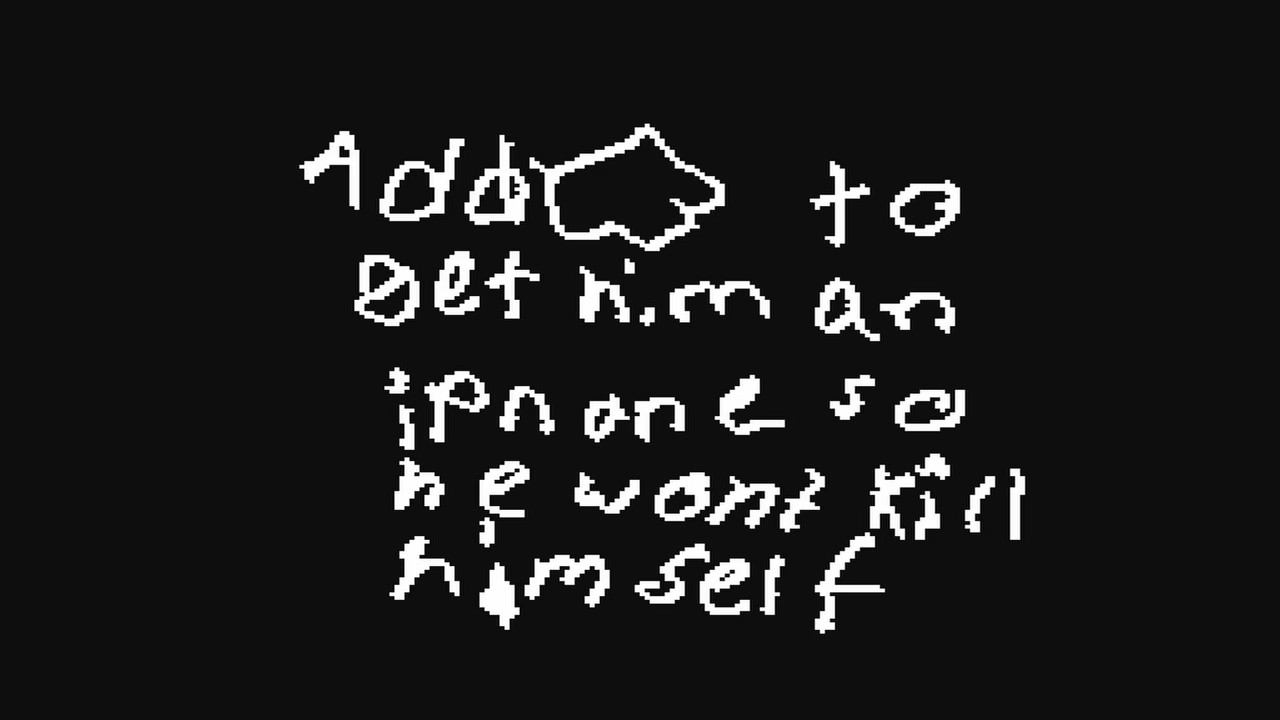 Add to
get him an
iphone so
he wont kill
himself